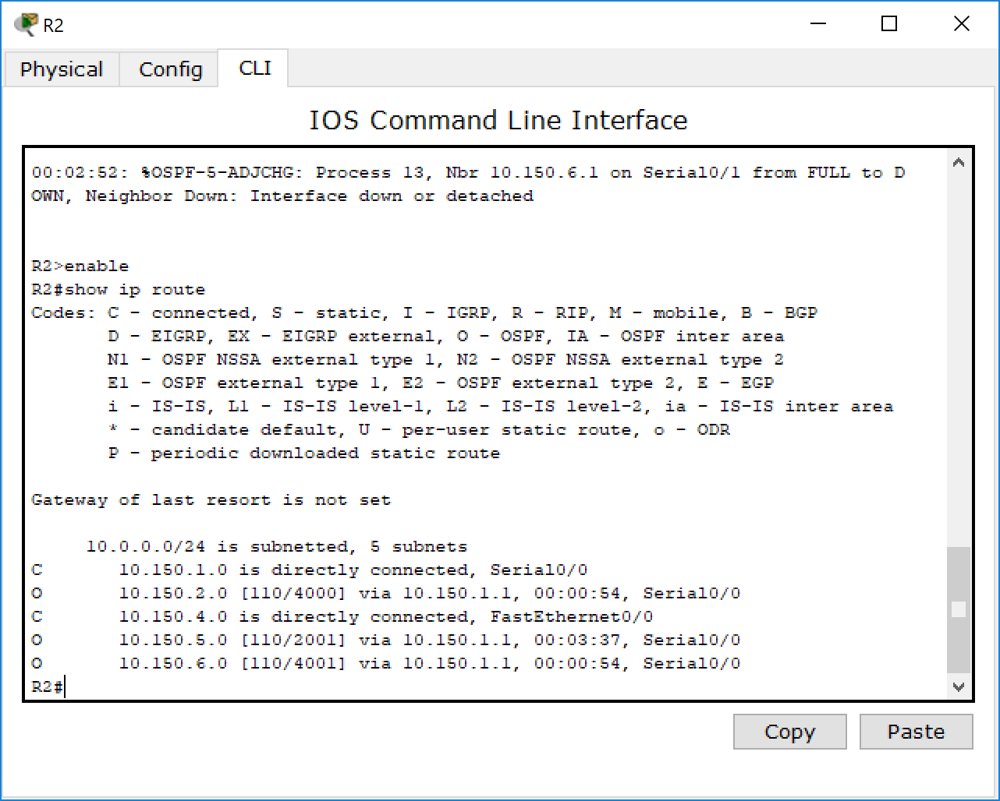 R2
Physical Config CLI
IOS Command Line Interface
00:02:52: %OSPF-5-ADJCHG: Process 13, Nbr 10.150.6.1 on Serial0/1 from FULL to D
OWN, Neighbor Down: Interface down or detached
R2>enable
R2#show ip route
Codes: C - connected, S - static, I - IGRP, R - RIP, M - mobile, B - BGP
       D - EIGRP, EX - EIGRP external, O - OSPF, IA - OSPF inter area
       N1 - OSPF NSSA external type 1, N2 - OSPF NSSA external type 2
       E1 - OSPF external type 1, E2 - OSPF external type 2, E - EGP
       i - IS-IS, L1 - IS-IS level-1, L2 - IS-IS level-2, ia - IS-IS inter area
       * - candidate default, U - per-user static route, o - ODR
       P - periodic downloaded static route
Gateway of last resort is not set
     10.0.0.0/24 is subnetted, 5 subnets
C       10.150.1.0 is directly connected, Serial0/0
O       10.150.2.0 [110/4000] via 10.150.1.1, 00:00:54, Serial0/0
C       10.150.4.0 is directly connected, FastEthernet0/0
O       10.150.5.0 [110/2001] via 10.150.1.1, 00:03:37, Serial0/0
O       10.150.6.0 [110/4001] via 10.150.1.1, 00:00:54, Serial0/0
R2#
Copy Paste